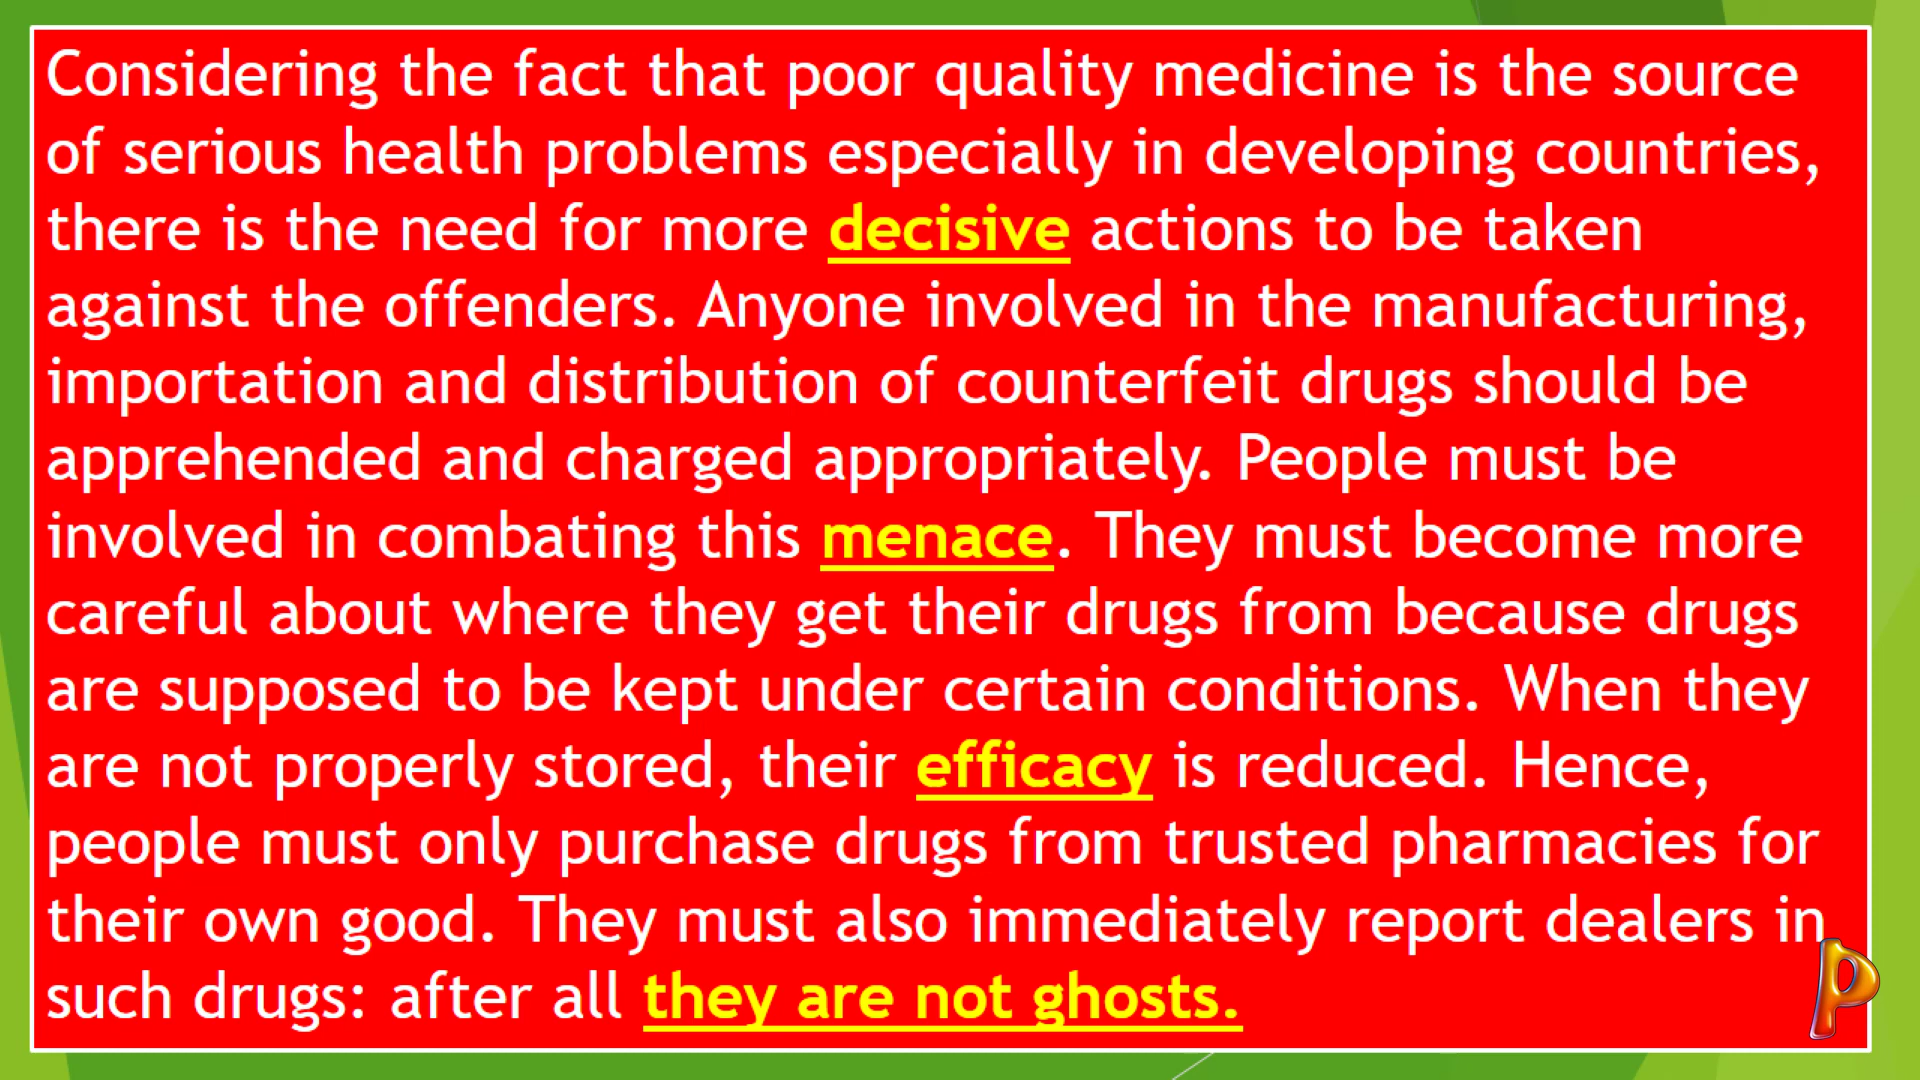 Considering the fact that poor quality medicine is the source
of serious health problems especially in developing countries,
there is the need for more decisive actions to be taken
against the offenders. Anyone involved in the manufacturing,
importation and distribution of counterfeit drugs should be
apprehended and charged appropriately. People must be
involved in combating this menace. They must become more
careful about where they get their drugs from because drugs
are supposed to be kept under certain conditions. When they
are not properly stored, their efficacy is reduced. Hence,
people must only purchase drugs from trusted pharmacies for
their own good. They must also immediately report dealers in
such drugs: after all they are not ghosts.
P